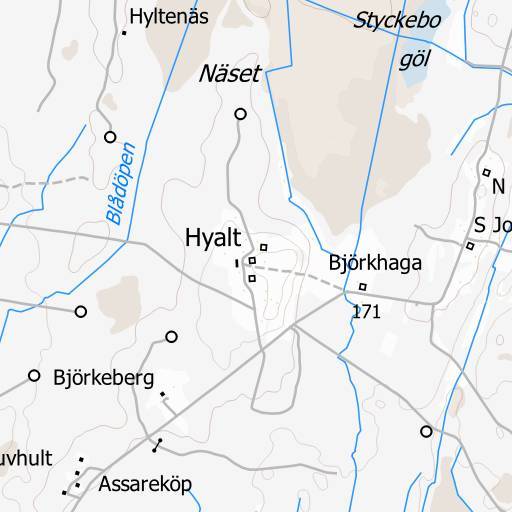 Hyltenäs
Styckebo
göl
Näset
Blådöpen
N
S Jo
Hyalt
Björkhaga
171
Björkeberg
uvhult
Assareköp